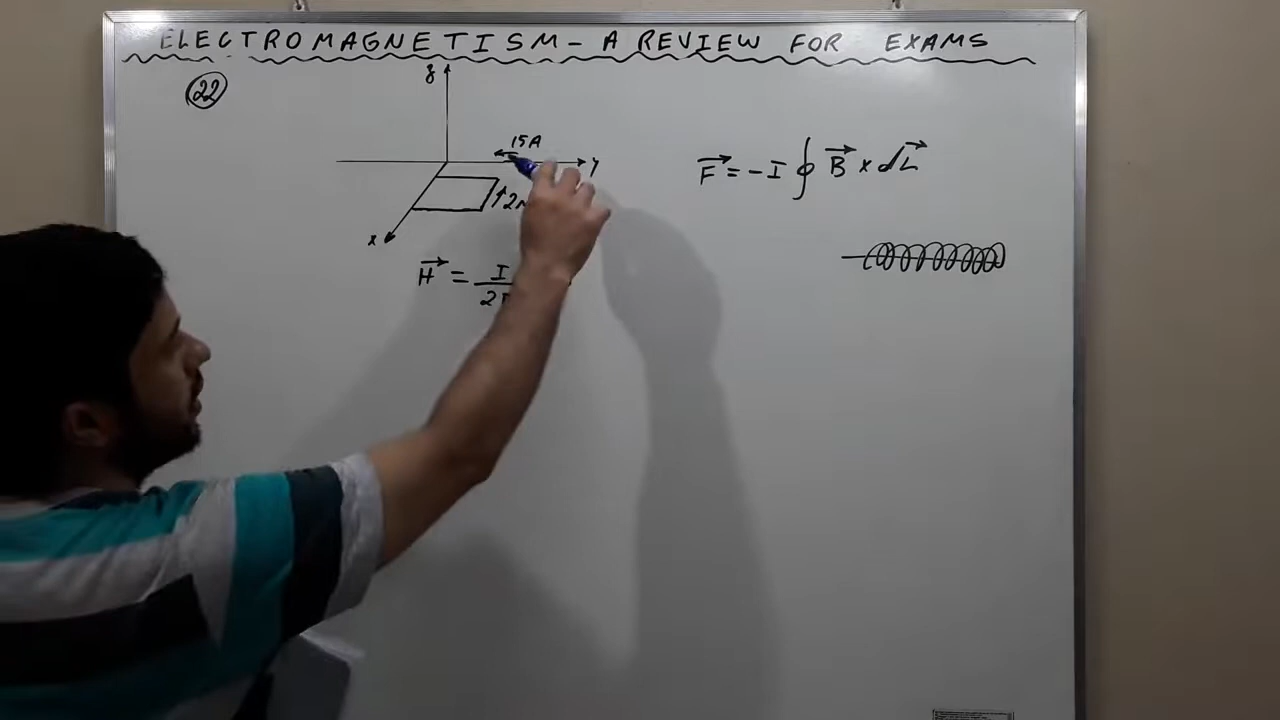 ELECTROMAGNETISM - A REVIEW FOR EXAMS
22
z
15A
y
x
F = - I ∮ B x dL
H = I